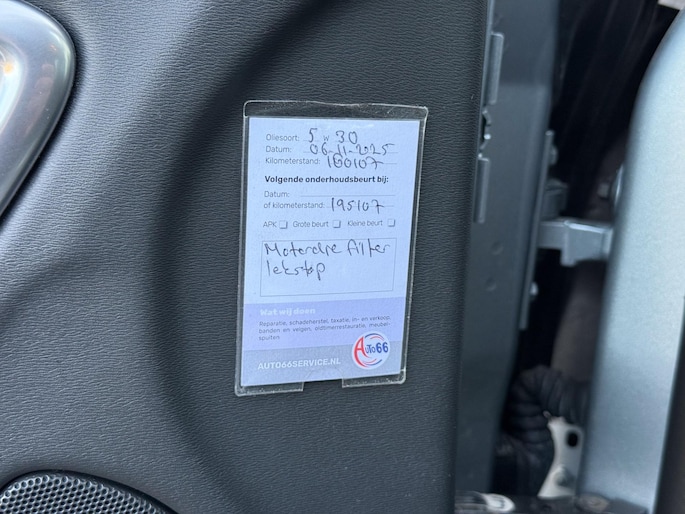 Oliesoort: 5 w 30
Datum: 06-11-2025
Kilometerstand: 180107
Volgende onderhoudsbeurt bij:
Datum:
of kilometerstand: 195107
APK Grote beurt Kleine beurt
Motorolie filter
lekstop
Wat wij doen
Reparatie, schadeherstel, taxatie, in- en verkoop,
banden en velgen, oldtimerrestauratie, meubel-
spuiten.
AUTO66SERVICE.NL
AUTO66